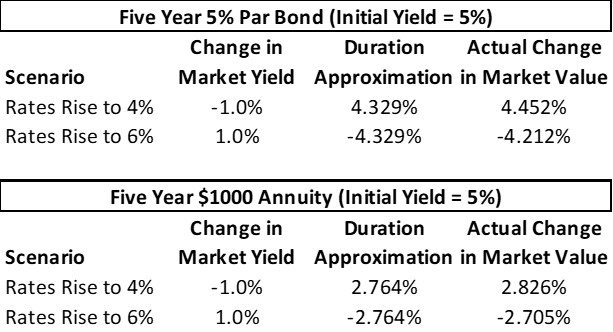 Five Year 5% Par Bond (Initial Yield = 5%)
Change in Duration Actual Change
Scenario Market Yield Approximation in Market Value
Rates Rise to 4% -1.0% 4.329% 4.452%
Rates Rise to 6% 1.0% -4.329% -4.212%
Five Year $1000 Annuity (Initial Yield = 5%)
Change in Duration Actual Change
Scenario Market Yield Approximation in Market Value
Rates Rise to 4% -1.0% 2.764% 2.826%
Rates Rise to 6% 1.0% -2.764% -2.705%